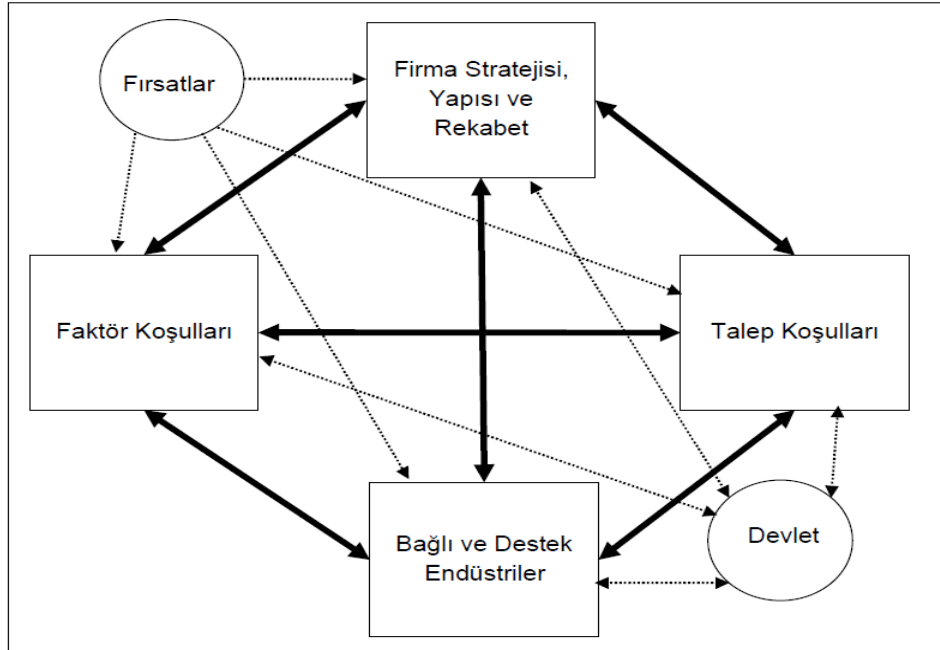 Fırsatlar
Firma Stratejisi,
Yapısı ve
Rekabet
Faktör Koşulları
Talep Koşulları
Bağlı ve Destek
Endüstriler
Devlet